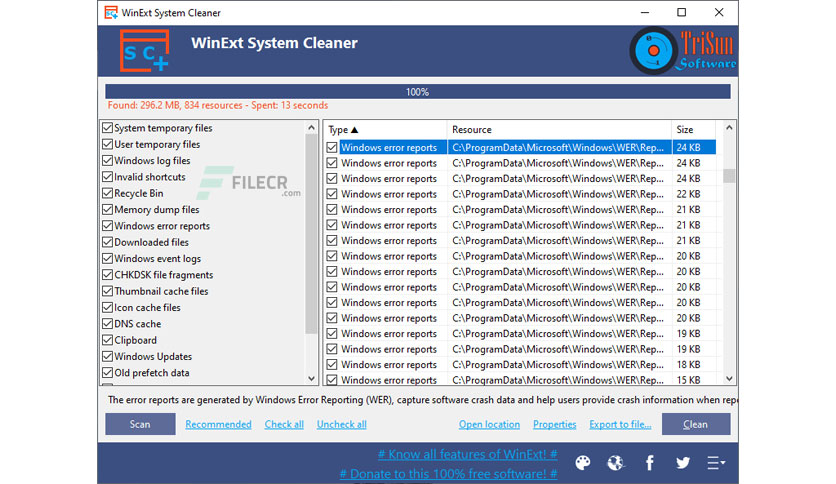 WinExt System Cleaner
SC+
WinExt System Cleaner
TriSun
Software
100%
Found: 296.2 MB, 834 resources - Spent: 13 seconds
System temporary files
User temporary files
Windows log files
Invalid shortcuts
Recycle Bin
Memory dump files
Windows error reports
Downloaded files
Windows event logs
CHKDSK file fragments
Thumbnail cache files
Icon cache files
DNS cache
Clipboard
Windows Updates
Old prefetch data
FILECR
.com
Type Resource Size
Windows error reports C:\ProgramData\Microsoft\Windows\WER\Rep... 24 KB
Windows error reports C:\ProgramData\Microsoft\Windows\WER\Rep... 24 KB
Windows error reports C:\ProgramData\Microsoft\Windows\WER\Rep... 24 KB
Windows error reports C:\ProgramData\Microsoft\Windows\WER\Rep... 22 KB
Windows error reports C:\ProgramData\Microsoft\Windows\WER\Rep... 21 KB
Windows error reports C:\ProgramData\Microsoft\Windows\WER\Rep... 21 KB
Windows error reports C:\ProgramData\Microsoft\Windows\WER\Rep... 21 KB
Windows error reports C:\ProgramData\Microsoft\Windows\WER\Rep... 20 KB
Windows error reports C:\ProgramData\Microsoft\Windows\WER\Rep... 20 KB
Windows error reports C:\ProgramData\Microsoft\Windows\WER\Rep... 20 KB
Windows error reports C:\ProgramData\Microsoft\Windows\WER\Rep... 20 KB
Windows error reports C:\ProgramData\Microsoft\Windows\WER\Rep... 20 KB
Windows error reports C:\ProgramData\Microsoft\Windows\WER\Rep... 19 KB
Windows error reports C:\ProgramData\Microsoft\Windows\WER\Rep... 19 KB
Windows error reports C:\ProgramData\Microsoft\Windows\WER\Rep... 18 KB
Windows error reports C:\ProgramData\Microsoft\Windows\WER\Rep... 15 KB
The error reports are generated by Windows Error Reporting (WER), capture software crash data and help users provide crash information when repo
Scan Recommended Check all Uncheck all Open location Properties Export to file... Clean
# Know all features of WinExt! #
# Donate to this 100% free software! #